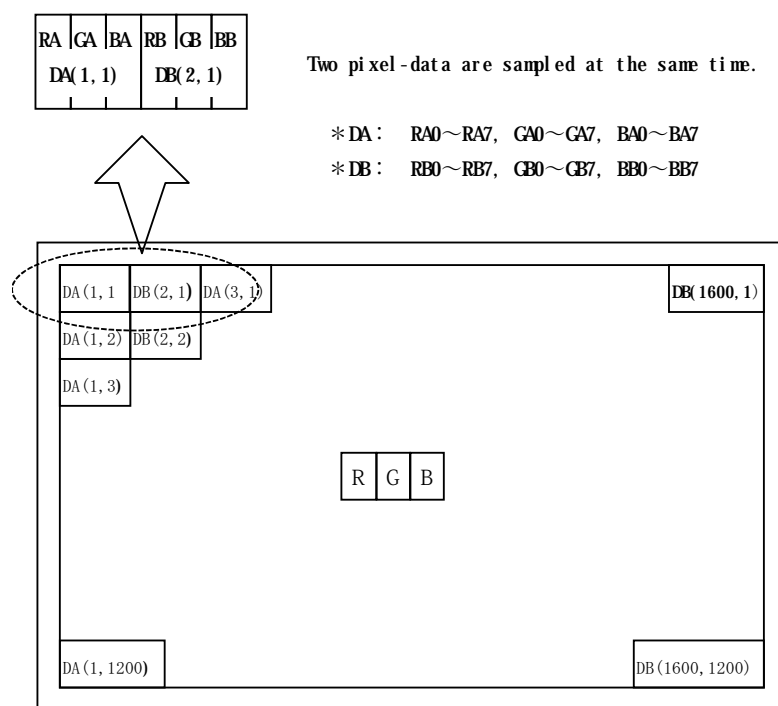 RA GA BA RB GB BB
DA(1,1) DB(2,1)
Two pixel-data are sampled at the same time.
＊DA： RA0～RA7, GA0～GA7, BA0～BA7
＊DB： RB0～RB7, GB0～GB7, BB0～BB7
DA(1,1 DB(2,1) DA(3,1) DB(1600,1)
DA(1,2) DB(2,2)
DA(1,3)
R G B
DA(1,1200) DB(1600,1200)